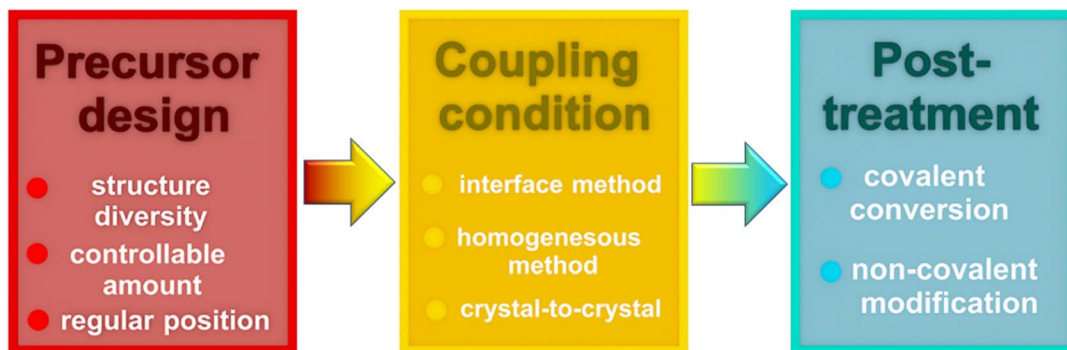 Precursor
design
structure
diversity
controllable
amount
regular position
Coupling
condition
interface method
homogenesous
method
crystal-to-crystal
Post-
treatment
covalent
conversion
non-covalent
modification